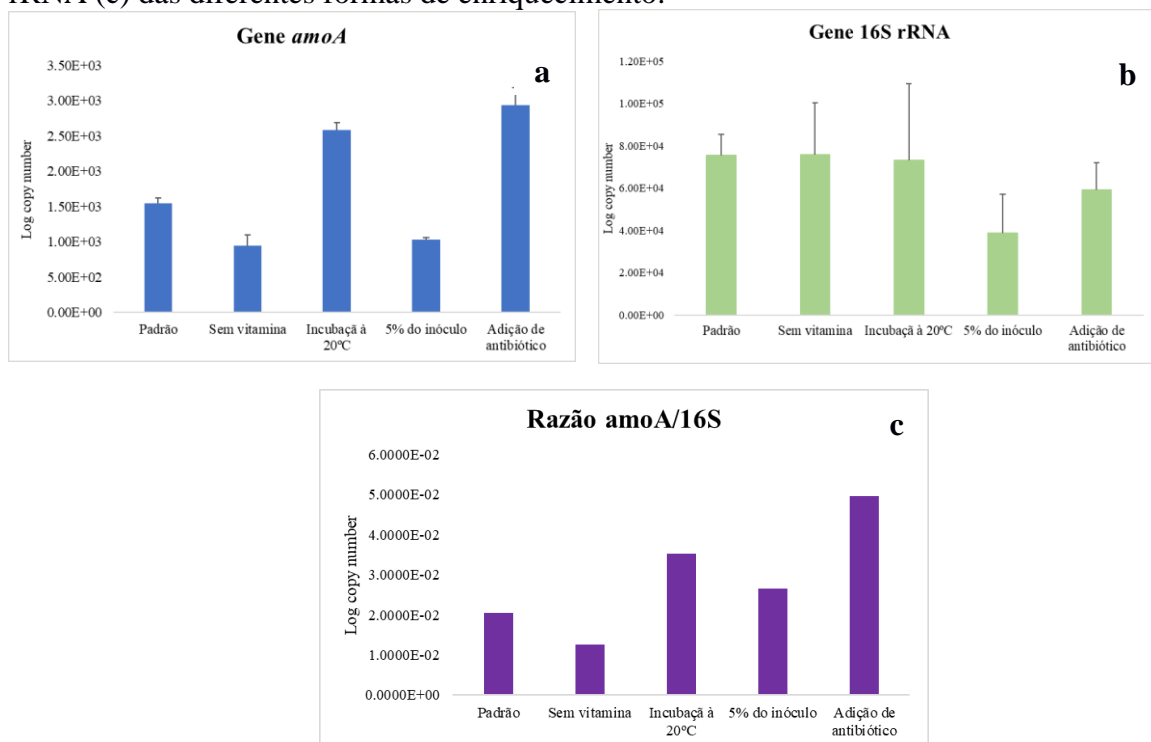 rRNA (c) das diferentes formas de enriquecimento.
Gene amoA
a
3.50E+03
3.00E+03
2.50E+03
2.00E+03
1.50E+03
1.00E+03
5.00E+02
0.00E+00
Log copy number
Padrão
Sem vitamina
Incubaçã à
20ºC
5% do inóculo
Adição de
antibiótico
Gene 16S rRNA
b
1.20E+05
1.00E+05
8.00E+04
6.00E+04
4.00E+04
2.00E+04
0.00E+00
Log copy number
Padrão
Sem vitamina
Incubaçã à 20ºC
5% do inóculo
Adição de
antibiótico
Razão amoA/16S
c
6.0000E-02
5.0000E-02
4.0000E-02
3.0000E-02
2.0000E-02
1.0000E-02
0.0000E+00
Log copy number
Padrão
Sem vitamina
Incubaçã à
20ºC
5% do inóculo
Adição de
antibiótico